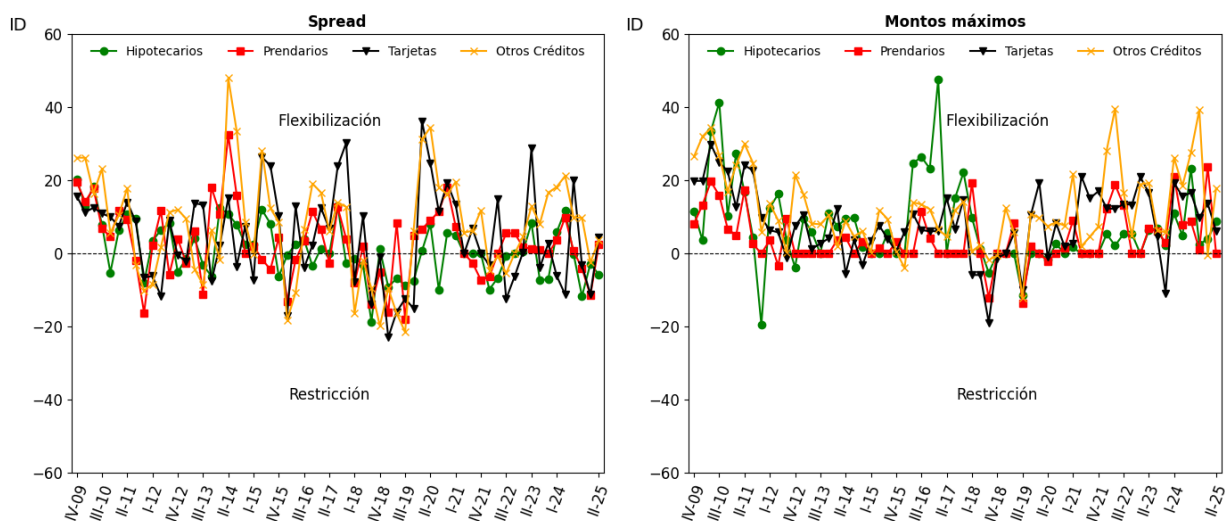 Spread
ID
60
40
20
0
−20
−40
−60
Hipotecarios Prendarios Tarjetas Otros Créditos
Flexibilización
Restricción
IV-09 III-10 II-11 I-12 IV-12 III-13 II-14 I-15 IV-15 III-16 II-17 I-18 IV-18 III-19 II-20 I-21 IV-21 III-22 II-23 I-24 II-25
Montos máximos
ID
60
40
20
0
−20
−40
−60
Hipotecarios Prendarios Tarjetas Otros Créditos
Flexibilización
Restricción
IV-09 III-10 II-11 I-12 IV-12 III-13 II-14 I-15 IV-15 III-16 II-17 I-18 IV-18 III-19 II-20 I-21 IV-21 III-22 II-23 I-24 II-25